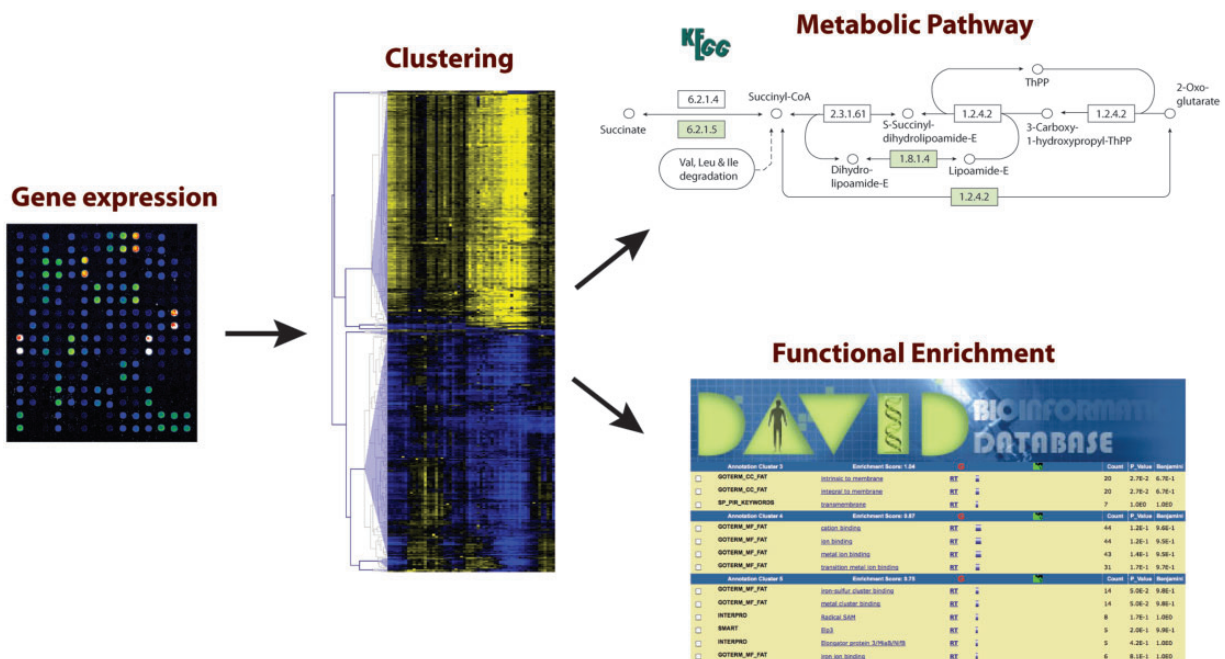 Gene expression
Clustering
KEGG
Metabolic Pathway
Succinate
6.2.1.4
6.2.1.5
Succinyl-CoA
Val, Leu & Ile
degradation
2.3.1.61
S-Succinyl-
dihydrolipoamide-E
Dihydro-
lipoamide-E
1.8.1.4
Lipoamide-E
1.2.4.2
ThPP
3-Carboxy-
1-hydroxypropyl-ThPP
1.2.4.2
2-Oxo-
glutarate
1.2.4.2
Functional Enrichment
DAVID BIOINFORMATI
DATABASE
Annotation Cluster 3 Enrichment Score: 1.04 Count P_Value Benjamini
GOTERM_CC_FAT intrinsic to membrane RT 20 2.7E-2 6.7E-1
GOTERM_CC_FAT integral to membrane RT 20 2.7E-2 6.7E-1
SP_PIR_KEYWORDS transmembrane RT 7 1.0E0 1.0E0
Annotation Cluster 4 Enrichment Score: 0.87 Count P_Value Benjamini
GOTERM_MF_FAT cation binding RT 44 1.2E-1 9.6E-1
GOTERM_MF_FAT ion binding RT 44 1.2E-1 9.5E-1
GOTERM_MF_FAT metal ion binding RT 43 1.4E-1 9.5E-1
GOTERM_MF_FAT transition metal ion binding RT 31 1.7E-1 9.7E-1
Annotation Cluster 5 Enrichment Score: 0.75 Count P_Value Benjamini
GOTERM_MF_FAT iron-sulfur cluster binding RT 14 5.0E-2 9.8E-1
GOTERM_MF_FAT metal cluster binding RT 14 5.0E-2 9.8E-1
INTERPRO Radical SAM RT 8 1.7E-1 1.0E0
SMART Elp3 RT 5 2.0E-1 9.9E-1
INTERPRO Elongator protein 3/MiaB/NifB RT 5 4.2E-1 1.0E0
GOTERM_MF_FAT iron ion binding RT 6 8.1E-1 1.0E0